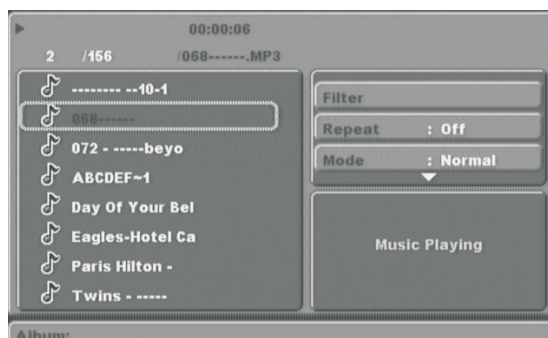 00:00:06
2 /156 /068------.MP3
-------- --10-1
068------
072 - -----beyo
ABCDEF~1
Day Of Your Bel
Eagles-Hotel Ca
Paris Hilton -
Twins - -----
Filter
Repeat : Off
Mode : Normal
Music Playing
Album: